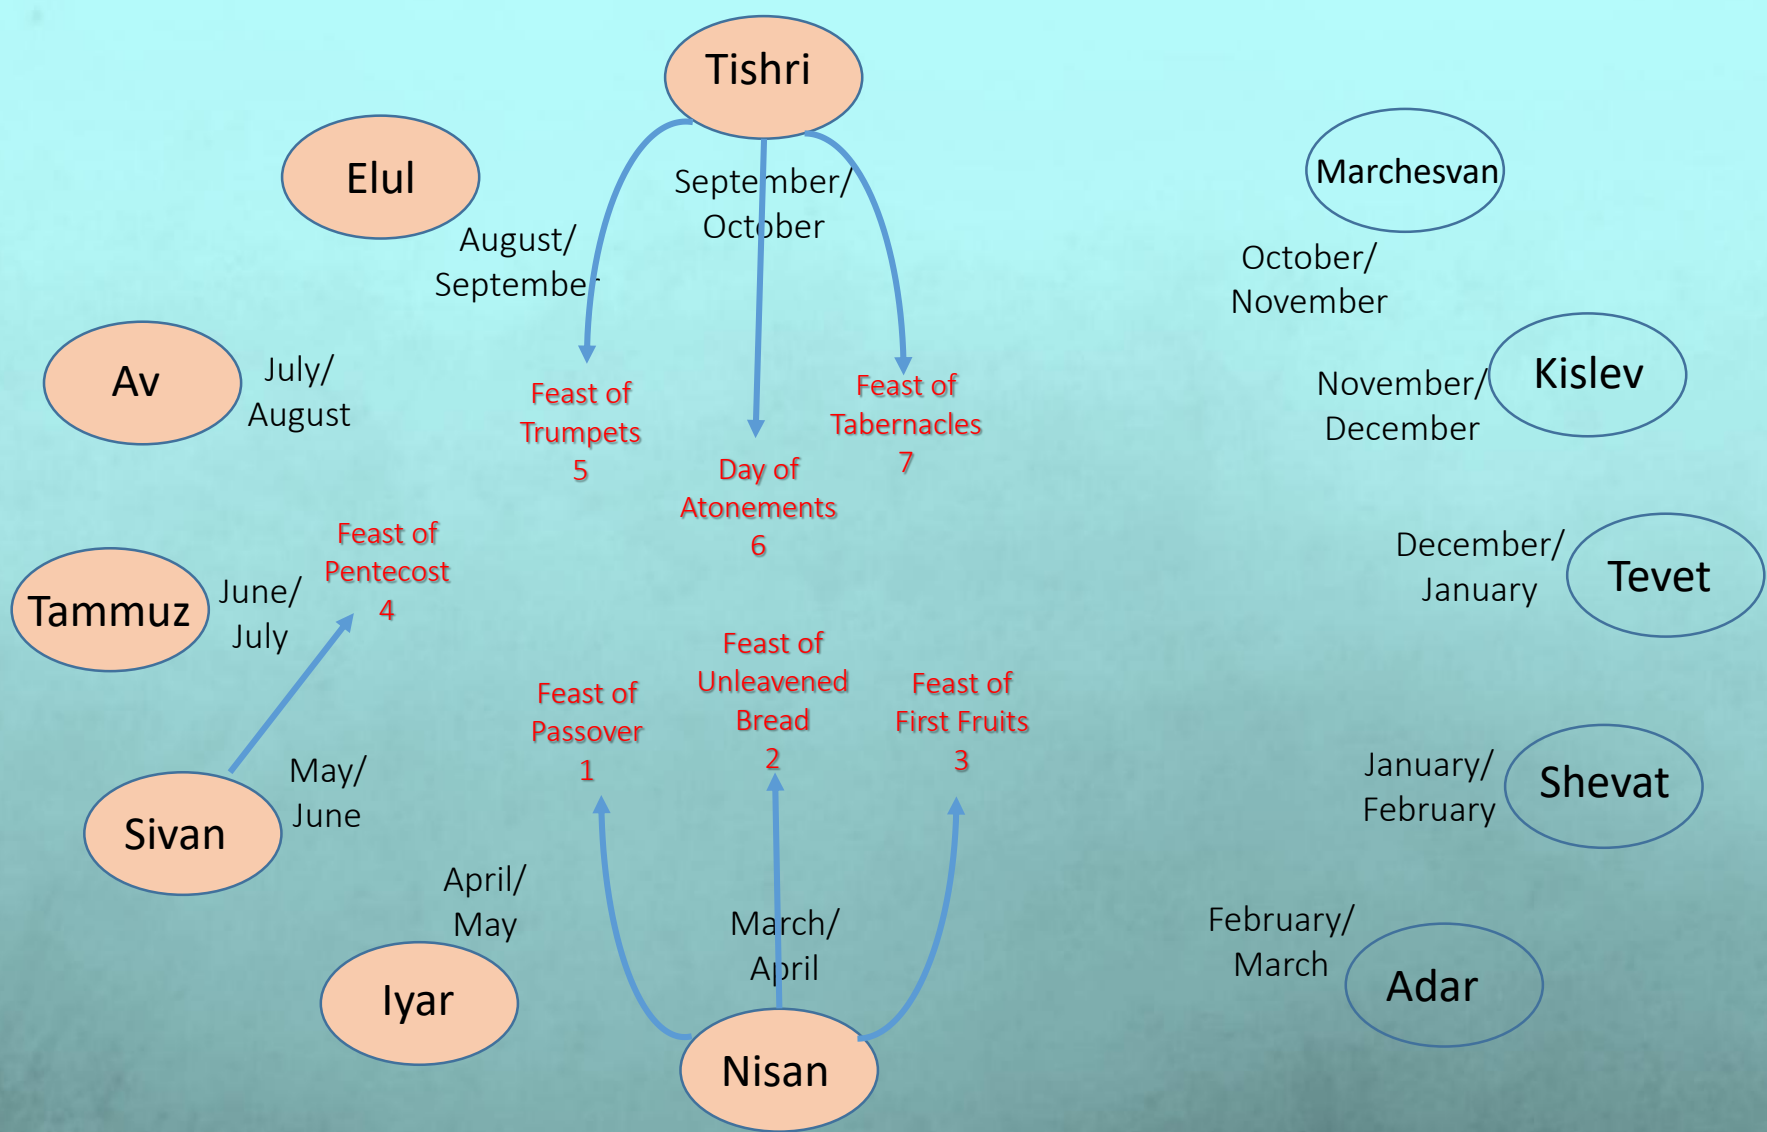 Tishri
September/
October
Elul
August/
September
Marchesvan
October/
November
Av
July/
August
Kislev
November/
December
Feast of
Trumpets
5
Day of
Atonements
6
Feast of
Tabernacles
7
Tammuz
June/
July
Feast of
Pentecost
4
December/
January
Tevet
Feast of
Passover
1
Feast of
Unleavened
Bread
2
Feast of
First Fruits
3
Sivan
May/
June
January/
February
Shevat
April/
May
Iyar
March/
April
Nisan
February/
March
Adar